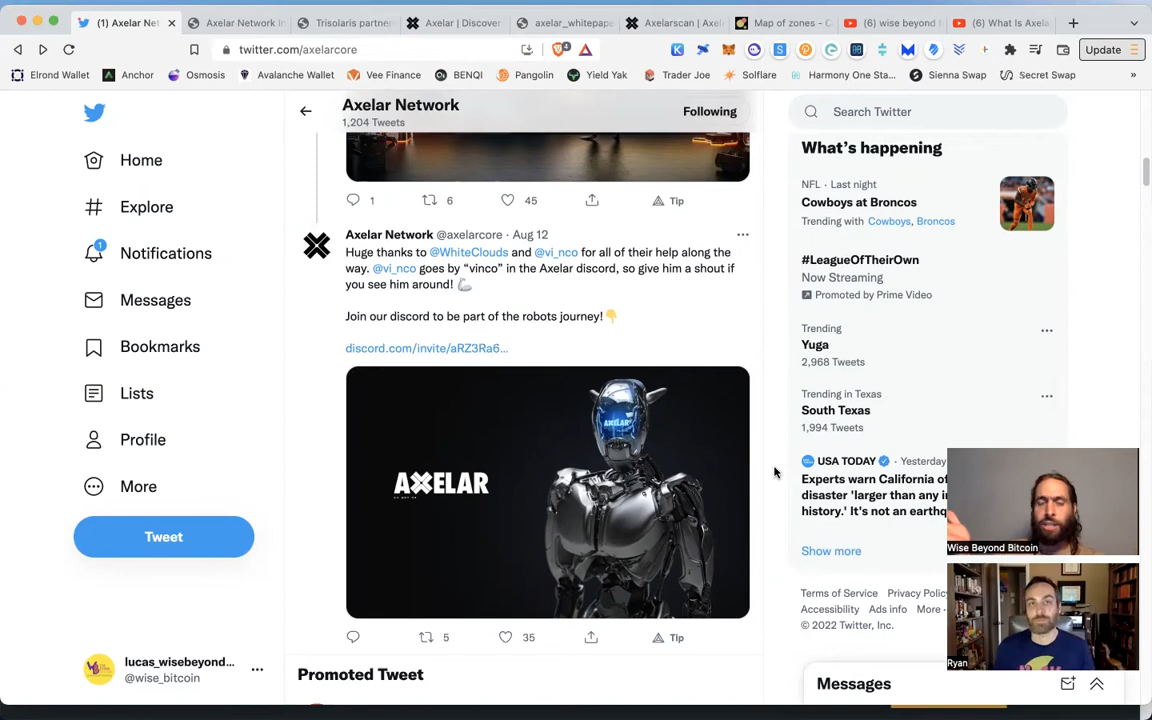 (1) Axelar Net
Axelar Network In
Trisolaris partner
Axelar | Discover
axelar_whitepape
Axelarscan | Axel
Map of zones - C
(6) wise beyond
(6) What Is Axela
twitter.com/axelarcore
4
Update
Elrond Wallet
Anchor
Osmosis
Avalanche Wallet
Vee Finance
BENQI
Pangolin
Yield Yak
Trader Joe
Solflare
Harmony One Sta...
Sienna Swap
Secret Swap
»
Home
Explore
1
Notifications
Messages
Bookmarks
Lists
Profile
More
Tweet
lucas_wisebeyond...
@wise_bitcoin
Axelar Network
1,204 Tweets
Following
1
6
45
Tip
Axelar Network @axelarcore · Aug 12
Huge thanks to @WhiteClouds and @vi_nco for all of their help along the
way. @vi_nco goes by “vinco” in the Axelar discord, so give him a shout if
you see him around! 🦾
Join our discord to be part of the robots journey!👇
discord.com/invite/aRZ3Ra6...
AXELAR
AXELAR
5
35
Tip
Promoted Tweet
Search Twitter
What’s happening
NFL · Last night
Cowboys at Broncos
Trending with Cowboys, Broncos
#LeagueOfTheirOwn
Now Streaming
Promoted by Prime Video
Trending
Yuga
2,968 Tweets
Trending in Texas
South Texas
1,994 Tweets
USA TODAY · Yesterday
Experts warn California of
disaster 'larger than any i
history.' It's not an earthq
Show more
Terms of Service Privacy Policy
Accessibility Ads info More ·
© 2022 Twitter, Inc.
Wise Beyond Bitcoin
Ryan
Messages